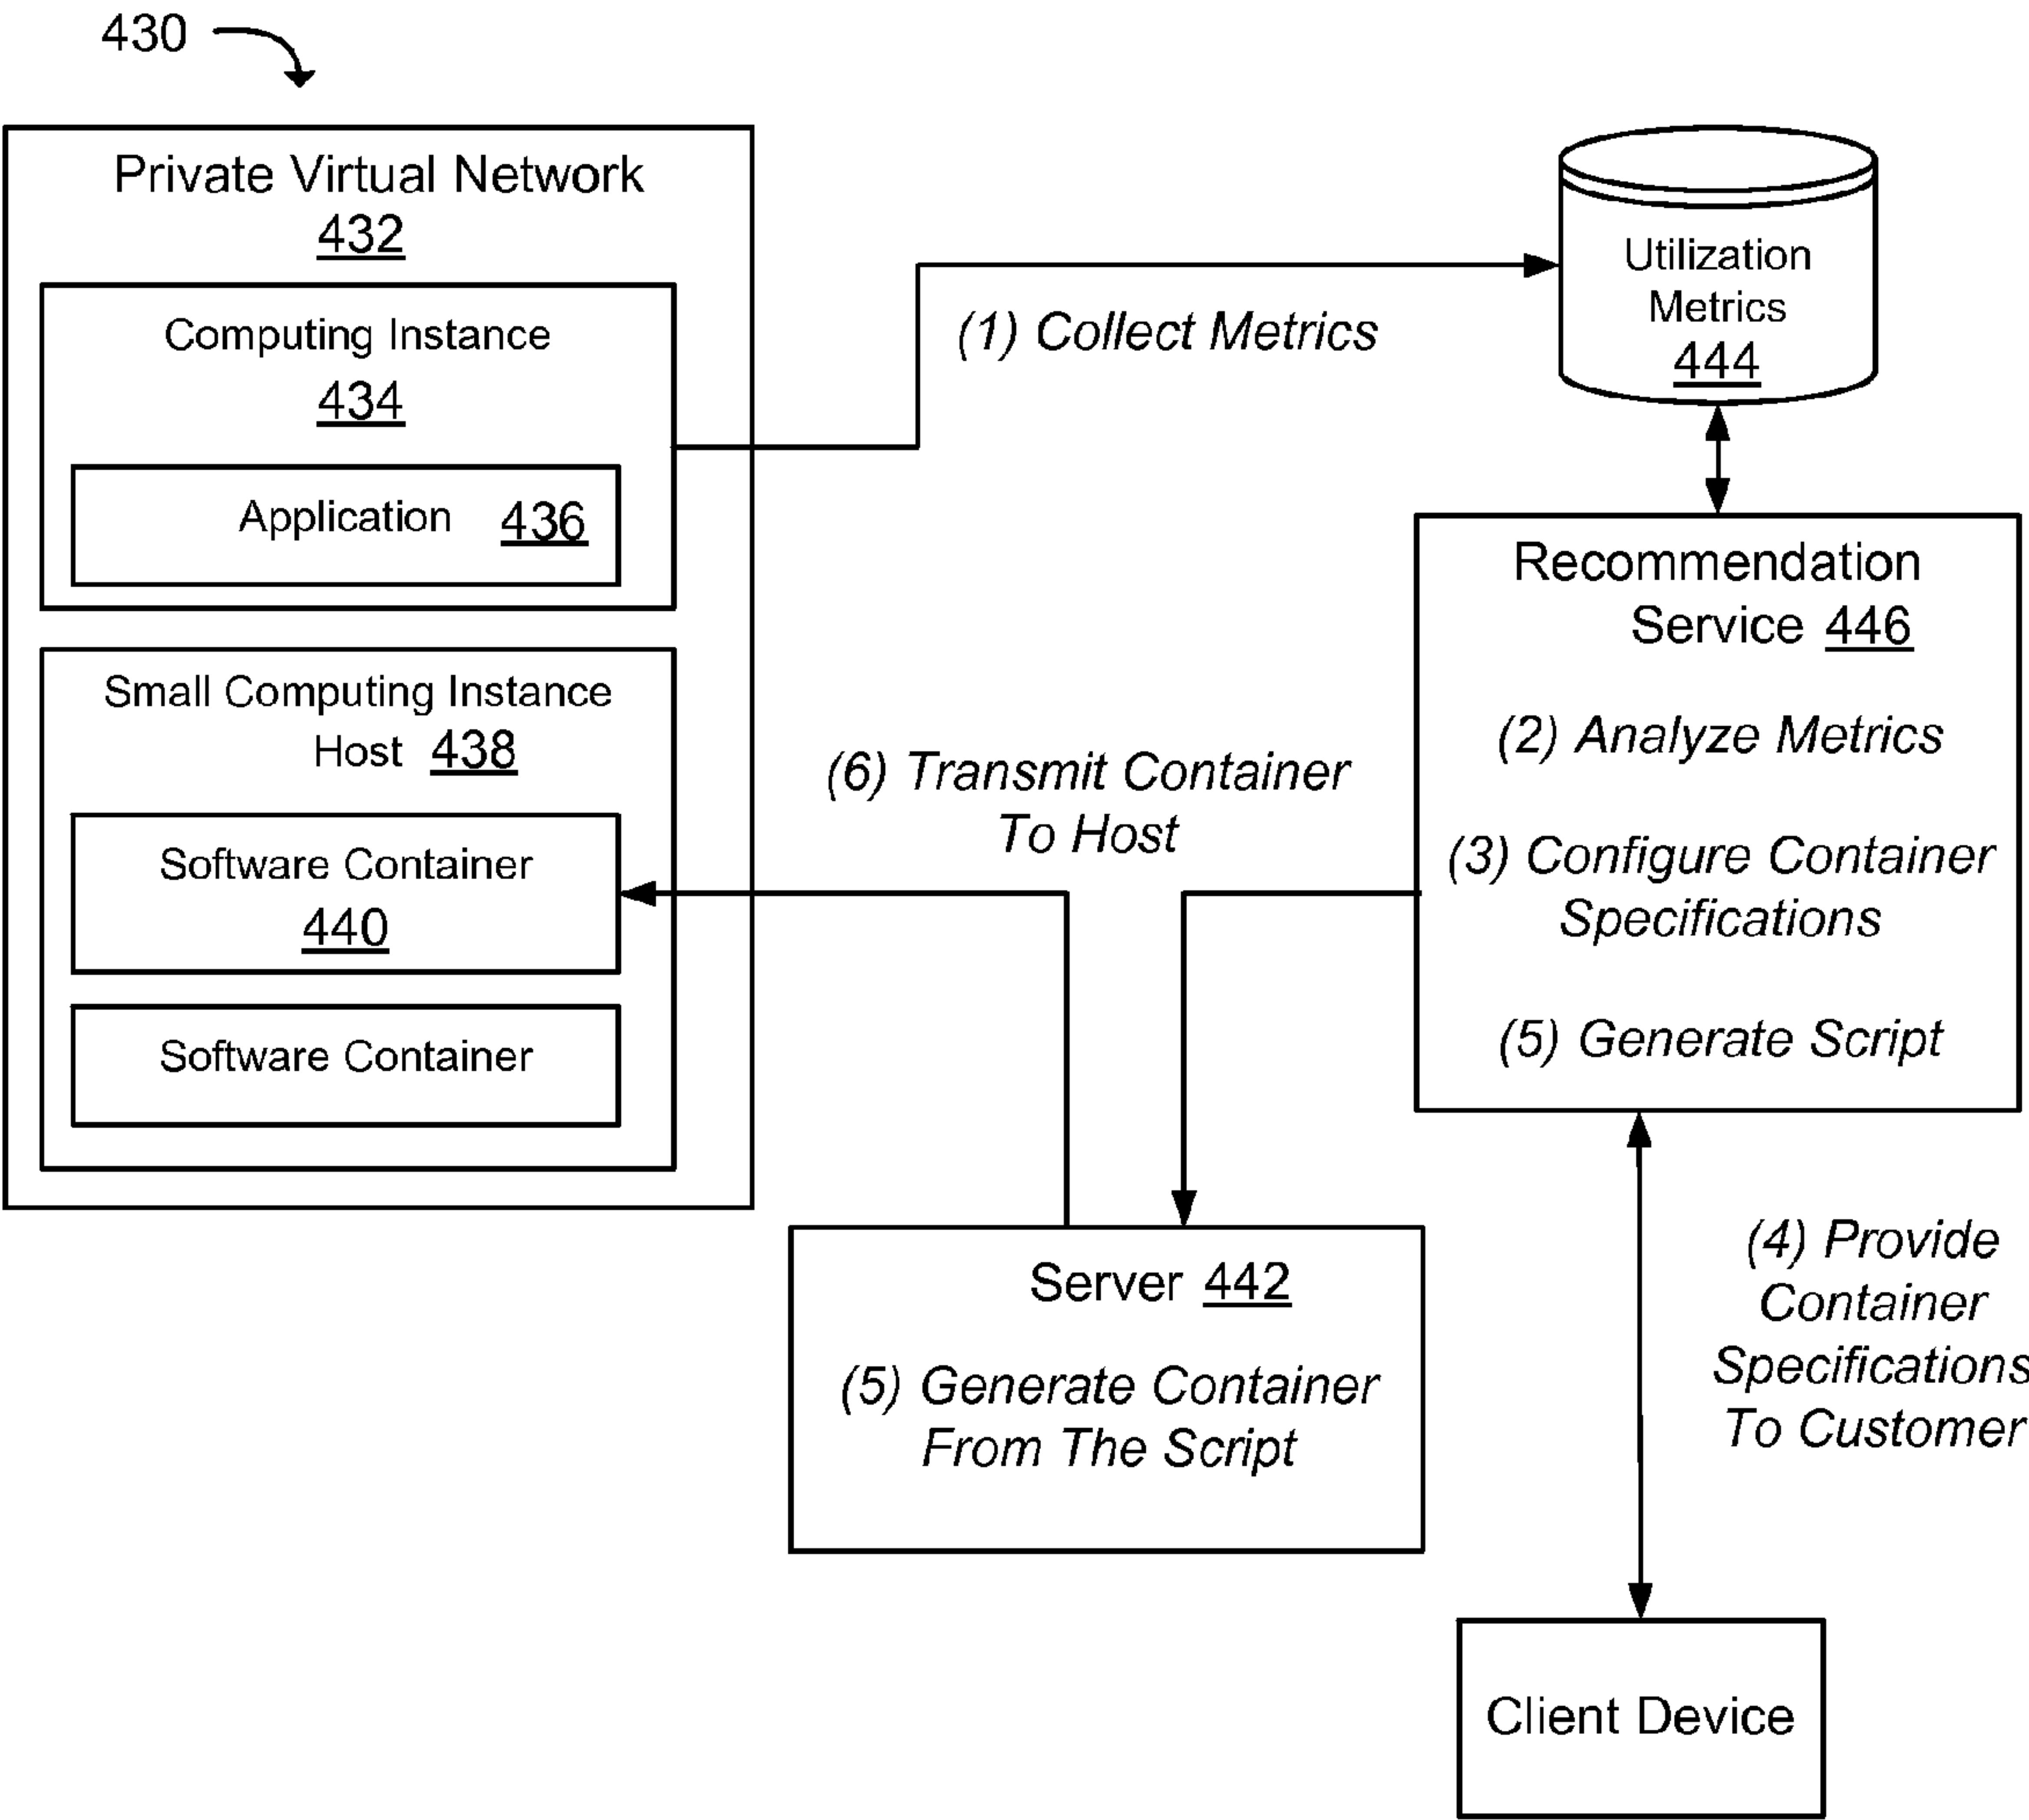 430
Private Virtual Network
432
Computing Instance
434
Application 436
Small Computing Instance
Host 438
Software Container
440
Software Container
(1) Collect Metrics
Utilization
Metrics
444
Recommendation
Service 446
(2) Analyze Metrics
(3) Configure Container
Specifications
(5) Generate Script
(6) Transmit Container
To Host
Server 442
(5) Generate Container
From The Script
(4) Provide
Container
Specifications
To Customer
Client Device